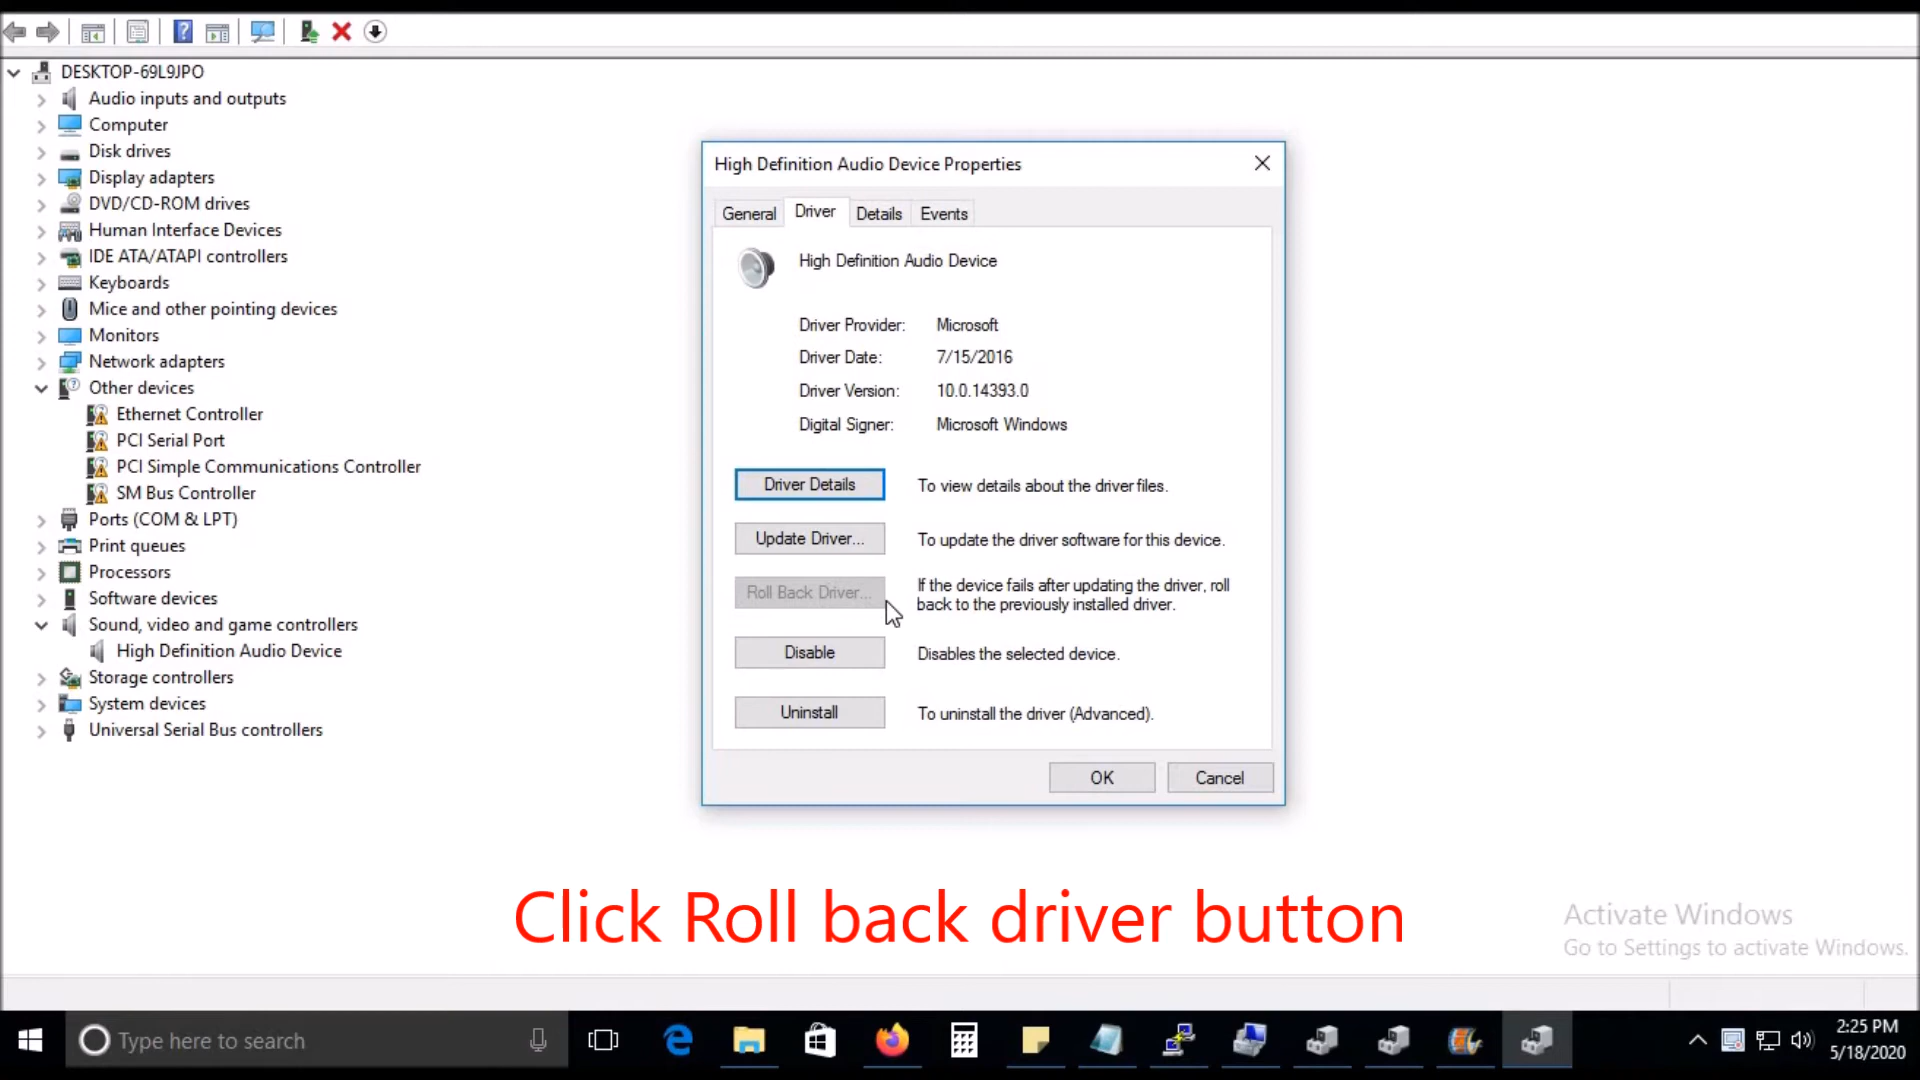 DESKTOP-69L9JPO
Audio inputs and outputs
Computer
Disk drives
Display adapters
DVD/CD-ROM drives
Human Interface Devices
IDE ATA/ATAPI controllers
Keyboards
Mice and other pointing devices
Monitors
Network adapters
Other devices
Ethernet Controller
PCI Serial Port
PCI Simple Communications Controller
SM Bus Controller
Ports (COM & LPT)
Print queues
Processors
Software devices
Sound, video and game controllers
High Definition Audio Device
Storage controllers
System devices
Universal Serial Bus controllers
High Definition Audio Device Properties
General Driver Details Events
High Definition Audio Device
Driver Provider: Microsoft
Driver Date: 7/15/2016
Driver Version: 10.0.14393.0
Digital Signer: Microsoft Windows
Driver Details To view details about the driver files.
Update Driver... To update the driver software for this device.
Roll Back Driver... If the device fails after updating the driver, roll
back to the previously installed driver.
Disable Disables the selected device.
Uninstall To uninstall the driver (Advanced).
OK Cancel
Click Roll back driver button
Activate Windows
Go to Settings to activate Windows.
Type here to search
2:25 PM
5/18/2020